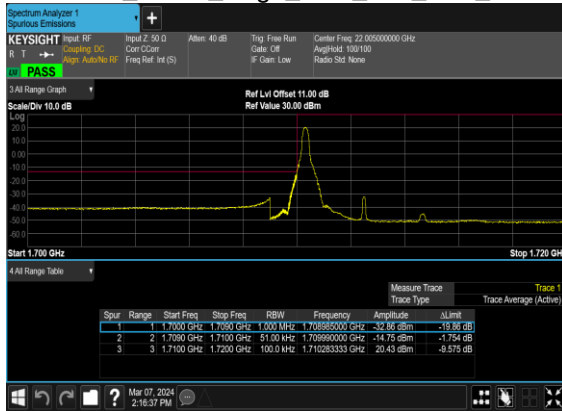 Spectrum Analyzer 1
Spurious Emissions
+
KEYSIGHT Input: RF Input Z: 50 Ω Atten: 40 dB Trig: Free Run Center Freq: 22.005000000 GHz
R T Coupling: DC Corr CCorr Gate: Off Avg|Hold: 100/100
Align: Auto/No RF Freq Ref: Int (S) IF Gain: Low Radio Std: None
PASS
3 All Range Graph
Ref Lvl Offset 11.00 dB
Scale/Div 10.0 dB Ref Value 30.00 dBm
Log
20.0
10.0
0.00
-10.0
-20.0
-30.0
-40.0
-50.0
-60.0
Start 1.700 GHz Stop 1.720 GH
4 All Range Table
Measure Trace Trace 1
Trace Type Trace Average (Active)
Spur Range Start Freq Stop Freq RBW Frequency Amplitude ΔLimit
1 1 1.7000 GHz 1.7090 GHz 1.000 MHz 1.708985000 GHz -32.86 dBm -19.86 dB
2 2 1.7090 GHz 1.7100 GHz 51.00 kHz 1.709990000 GHz -14.75 dBm -1.754 dB
3 3 1.7100 GHz 1.7200 GHz 100.0 kHz 1.710283333 GHz 20.43 dBm -9.575 dB
? Mar 07, 2024
2:16:37 PM